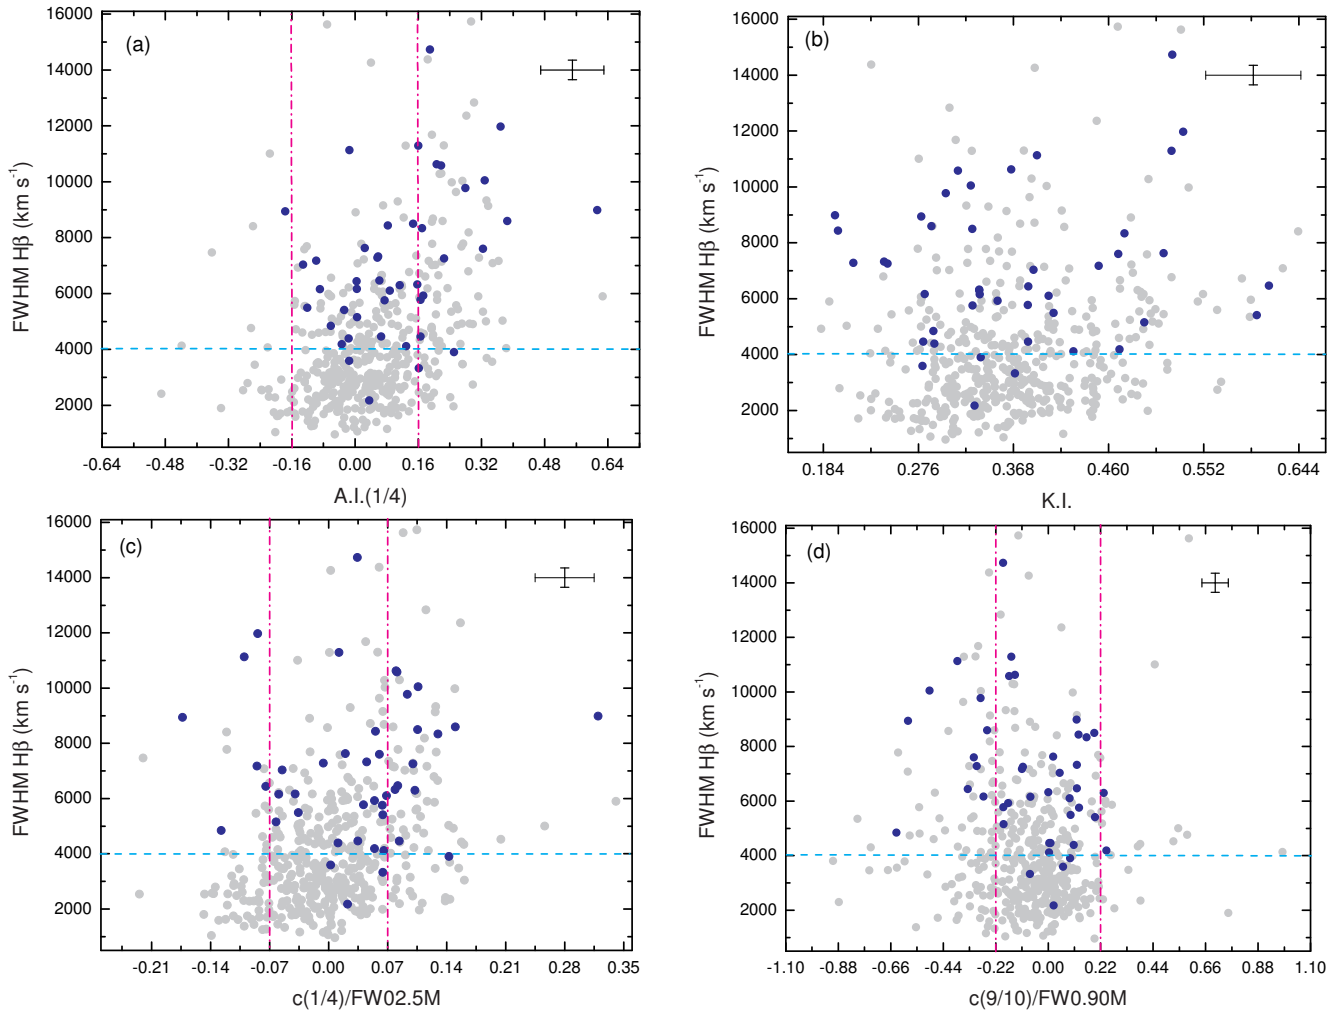 16000
14000
12000
10000
8000
6000
4000
2000
FWHM Hβ (km s⁻¹)
(a)
-0.64 -0.48 -0.32 -0.16 0.00 0.16 0.32 0.48 0.64
A.I.(1/4)
16000
14000
12000
10000
8000
6000
4000
2000
FWHM Hβ (km s⁻¹)
(b)
0.184 0.276 0.368 0.460 0.552 0.644
K.I.
16000
14000
12000
10000
8000
6000
4000
2000
FWHM Hβ (km s⁻¹)
(c)
-0.21 -0.14 -0.07 0.00 0.07 0.14 0.21 0.28 0.35
c(1/4)/FW02.5M
16000
14000
12000
10000
8000
6000
4000
2000
FWHM Hβ (km s⁻¹)
(d)
-1.10 -0.88 -0.66 -0.44 -0.22 0.00 0.22 0.44 0.66 0.88 1.10
c(9/10)/FW0.90M